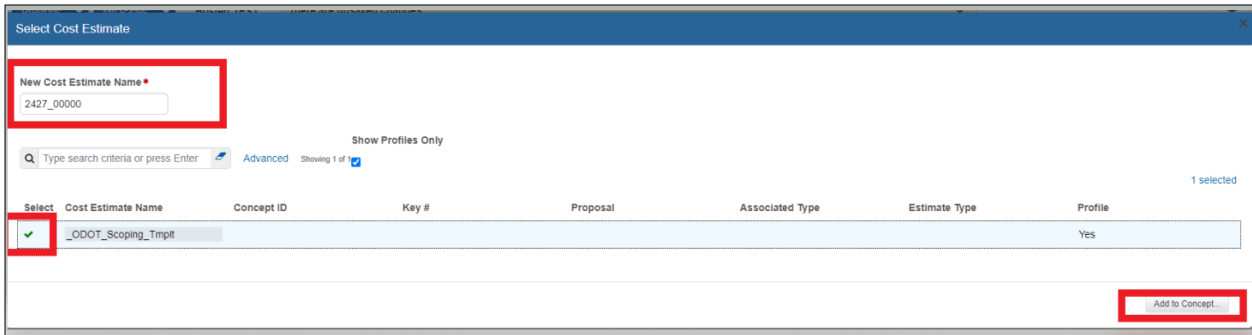 Select Cost Estimate
New Cost Estimate Name*
2427_00000
Show Profiles Only
Type search criteria or press Enter Advanced Showing 1 of 1
1 selected
Select Cost Estimate Name Concept ID Key # Proposal Associated Type Estimate Type Profile
_ODOT_Scoping_Tmplt Yes
Add to Concept...